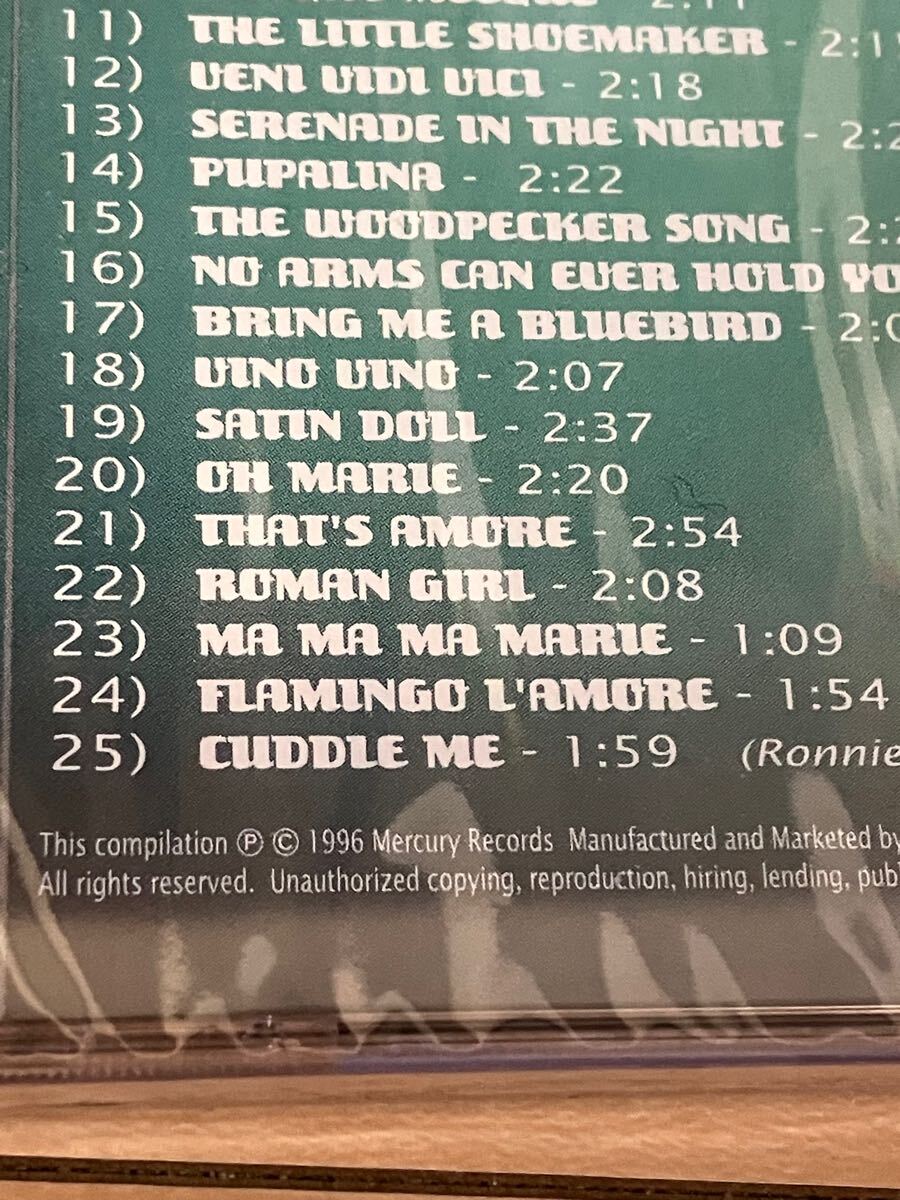 2:11
11) THE LITTLE SHOEMAKER - 2:1
12) VENI VIDI VICI - 2:18
13) SERENADE IN THE NIGHT - 2:2
14) PUPALINA - 2:22
15) THE WOODPECKER SONG - 2:
16) NO ARMS CAN EVER HOLD YO
17) BRING ME A BLUEBIRD - 2:0
18) VINO VINO - 2:07
19) SATIN DOLL - 2:37
20) OH MARIE - 2:20
21) THAT'S AMORE - 2:54
22) ROMAN GIRL - 2:08
23) MA MA MA MARIE - 1:09
24) FLAMINGO L'AMORE - 1:54
25) CUDDLE ME - 1:59 (Ronnie
This compilation ℗ © 1996 Mercury Records Manufactured and Marketed by
All rights reserved. Unauthorized copying, reproduction, hiring, lending, pub